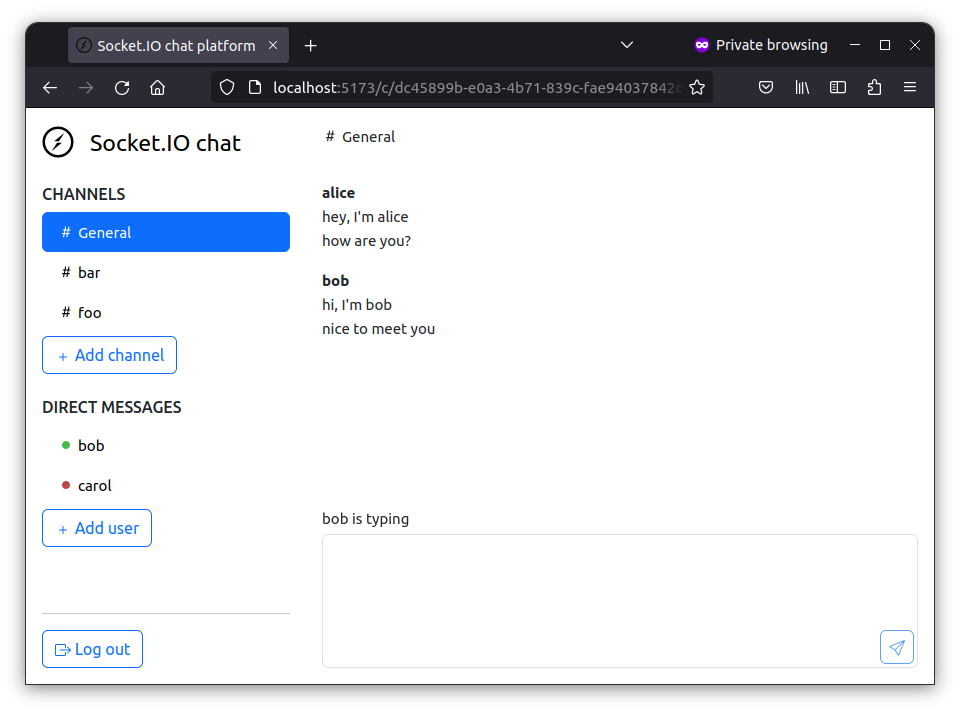 Socket.IO chat platform
Private browsing
localhost:5173/c/dc45899b-e0a3-4b71-839c-fae940378426
Socket.IO chat
# General
CHANNELS
# General
# bar
# foo
+ Add channel
DIRECT MESSAGES
bob
carol
+ Add user
Log out
alice
hey, I'm alice
how are you?
bob
hi, I'm bob
nice to meet you
bob is typing